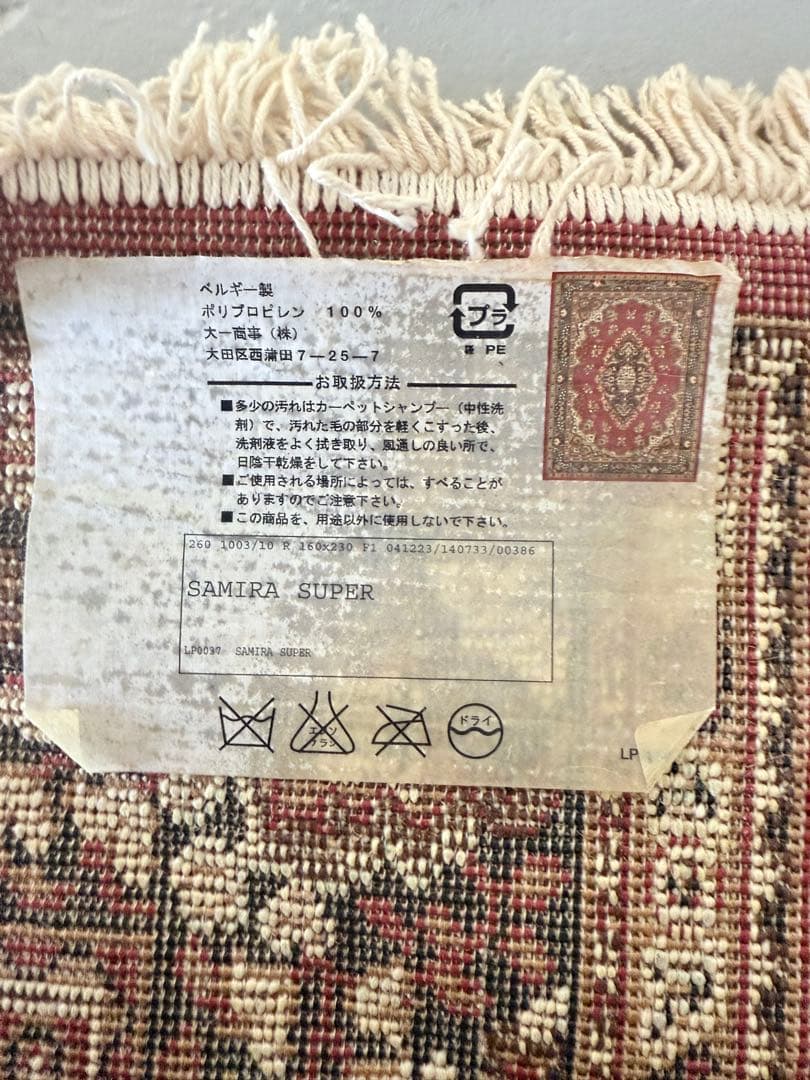 ベルギー製
ポリプロピレン 100%
大一商事(株)
大田区西蒲田7—25—7
プラ
袋 PE
お取扱方法
■多少の汚れはカーペットシャンプー(中性洗
剤)で、汚れた毛の部分を軽くこすった後、
洗剤液をよく拭き取り、風通しの良い所で、
日陰干乾燥をして下さい。
■ご使用される場所によっては、すべることが
ありますのでご注意下さい。
■この商品を、用途以外に使用しないで下さい。
260 1003/10 R 160x230 F1 041223/140733/00386
SAMIRA SUPER
LP0037 SAMIRA SUPER
エンソ
サラシ
ドライ
LP